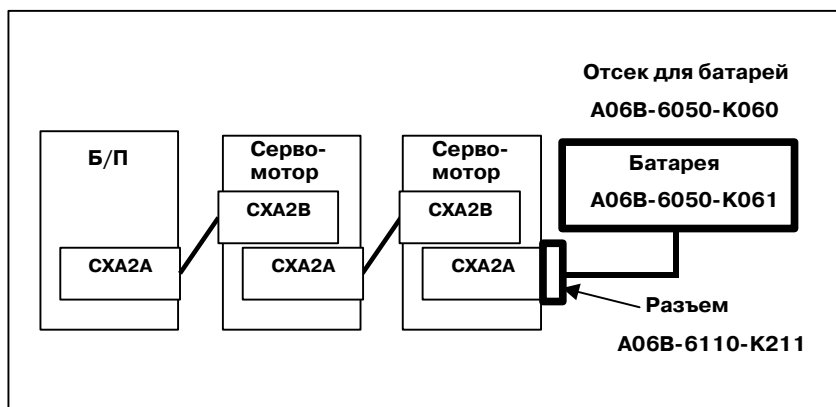 Отсек для батарей
A06B-6050-K060
Б/П
Серво-
мотор
Серво-
мотор
Батарея
A06B-6050-K061
CXA2B
CXA2B
CXA2A
CXA2A
CXA2A
Разъем
A06B-6110-K211